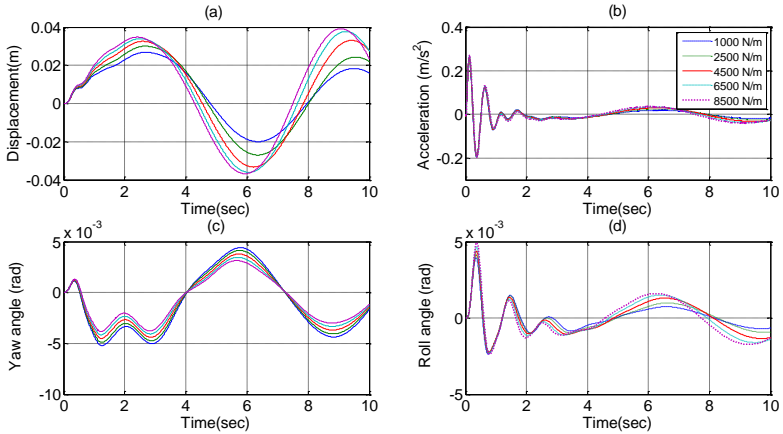 (a)
0.04
0.02
0
-0.02
-0.04
0 2 4 6 8 10
Displacement(m)
Time(sec)
(b)
0.4
0.2
0
-0.2
0 2 4 6 8 10
Acceleration (m/s²)
Time(sec)
1000 N/m
2500 N/m
4500 N/m
6500 N/m
8500 N/m
(c)
x 10⁻³
5
0
-5
-10
0 2 4 6 8 10
Yaw angle (rad)
Time(sec)
(d)
x 10⁻³
5
0
-5
0 2 4 6 8 10
Roll angle (rad)
Time(sec)